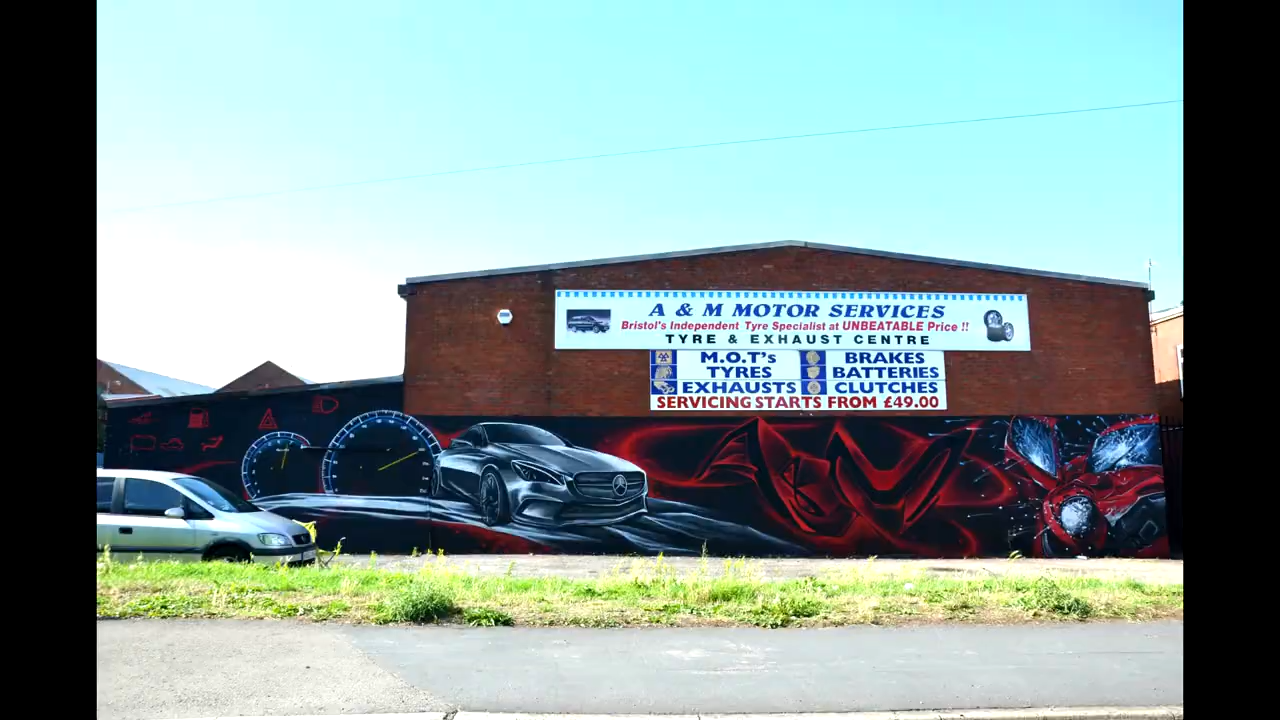 A & M MOTOR SERVICES
Bristol's Independent Tyre Specialist at UNBEATABLE Price !!
TYRE & EXHAUST CENTRE
M.O.T's BRAKES
TYRES BATTERIES
EXHAUSTS CLUTCHES
SERVICING STARTS FROM £49.00
A&M